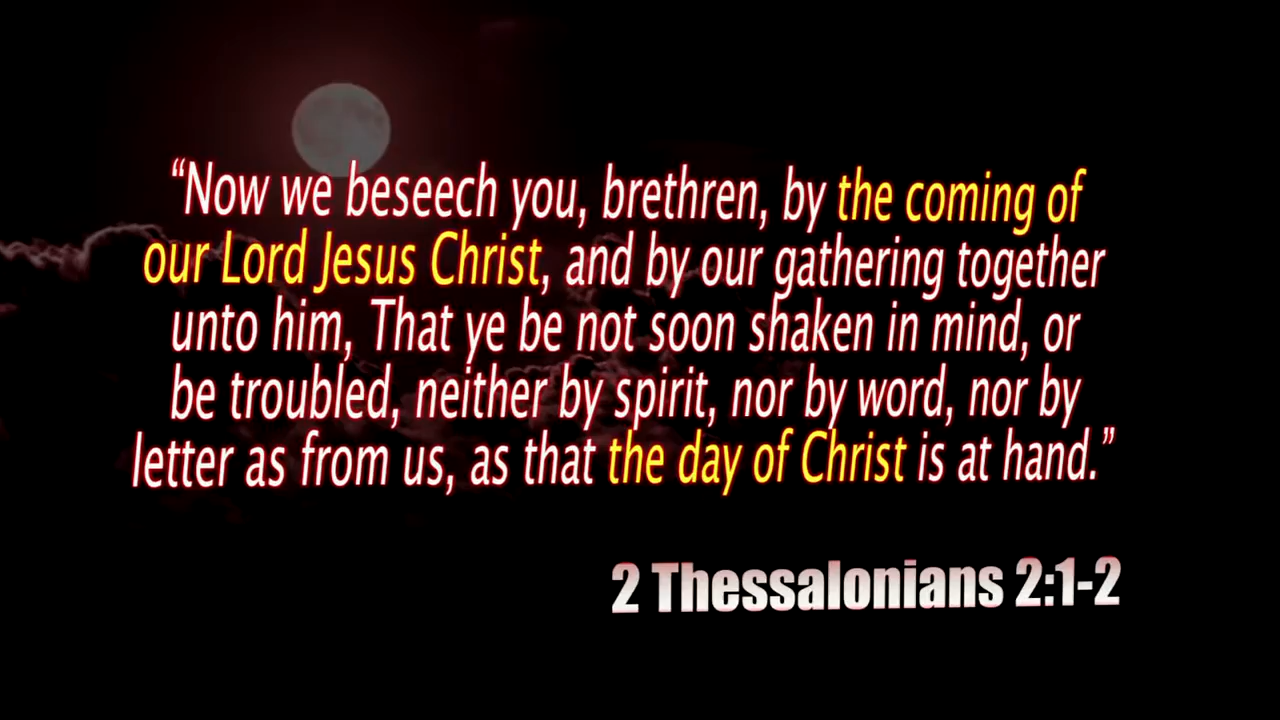 “Now we beseech you, brethren, by the coming of
our Lord Jesus Christ, and by our gathering together
unto him, That ye be not soon shaken in mind, or
be troubled, neither by spirit, nor by word, nor by
letter as from us, as that the day of Christ is at hand.”
2 Thessalonians 2:1-2